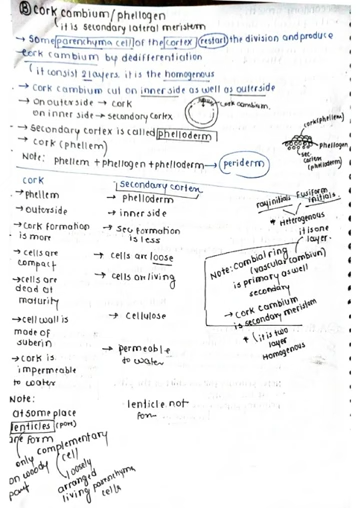 Ⓑ Cork cambium/phellogen
it is secondary lateral meristem
→ Some parenchyma cell of the cortex restart the division and produce
cork cambium by dedifferentiation
it consist 2 layers. it is the homogenous
→ cork cambium cut on inner side as well as outerside
→ on outer side → cork
on inner side → secondary cortex
cork cambium.
→ Secondary cortex is called phelloderm
→ cork (phellem)
cork(phellem)
phellogen
sec cortex
(phelloderm)
Note: phellem + phellogen + phelloderm → periderm
cork
→ phellem
→ outerside
→ cork formation
is more
→ cells are
compact
→ cells are
dead at
maturity
→ cell wall is
made of
suberin
→ cork is
impermeable
to water
secondary cortex
→ phelloderm
→ inner side
→ sec formation
is less
→ cells are loose
→ cells are living
→ cellulose
→ permeable
to water
rayinitials Fusiform
initials
* Heterogenous
it is one
layer.
Note: cambial ring
(vascular cambium)
is primary as well
secondary
→ cork cambium
is secondary meristem
* (it is two
layer
Homogenous
Note:
at some place
lenticles (pore)
are form
only
on woody
part
complementary
cell
loosely
arranged
living parenchyma
cells
lenticle not